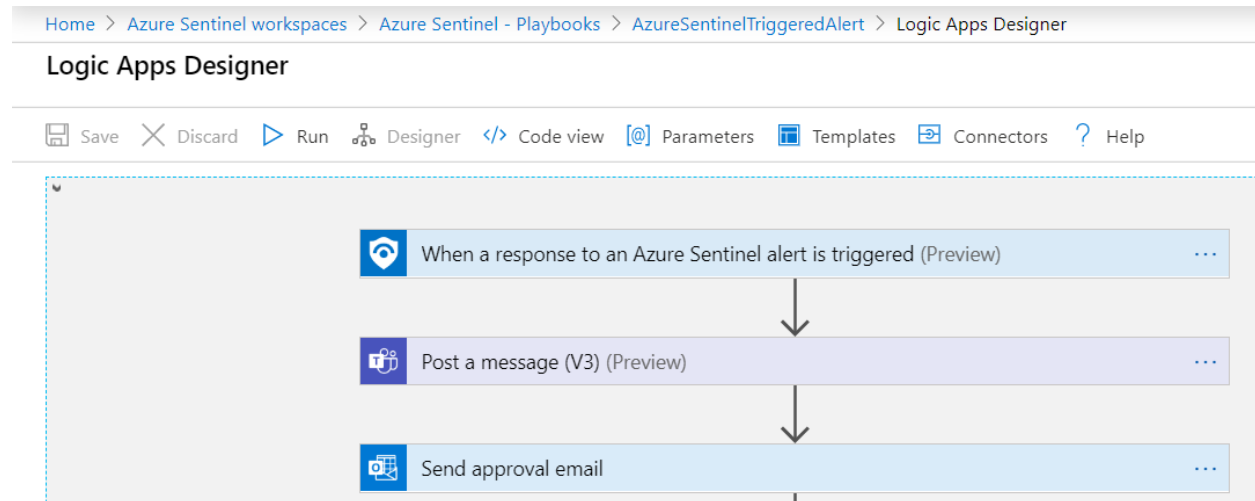 Home > Azure Sentinel workspaces > Azure Sentinel - Playbooks > AzureSentinelTriggeredAlert > Logic Apps Designer
Logic Apps Designer
Save Discard Run Designer </> Code view [@] Parameters Templates Connectors ? Help
When a response to an Azure Sentinel alert is triggered (Preview) ...
Post a message (V3) (Preview) ...
Send approval email ...